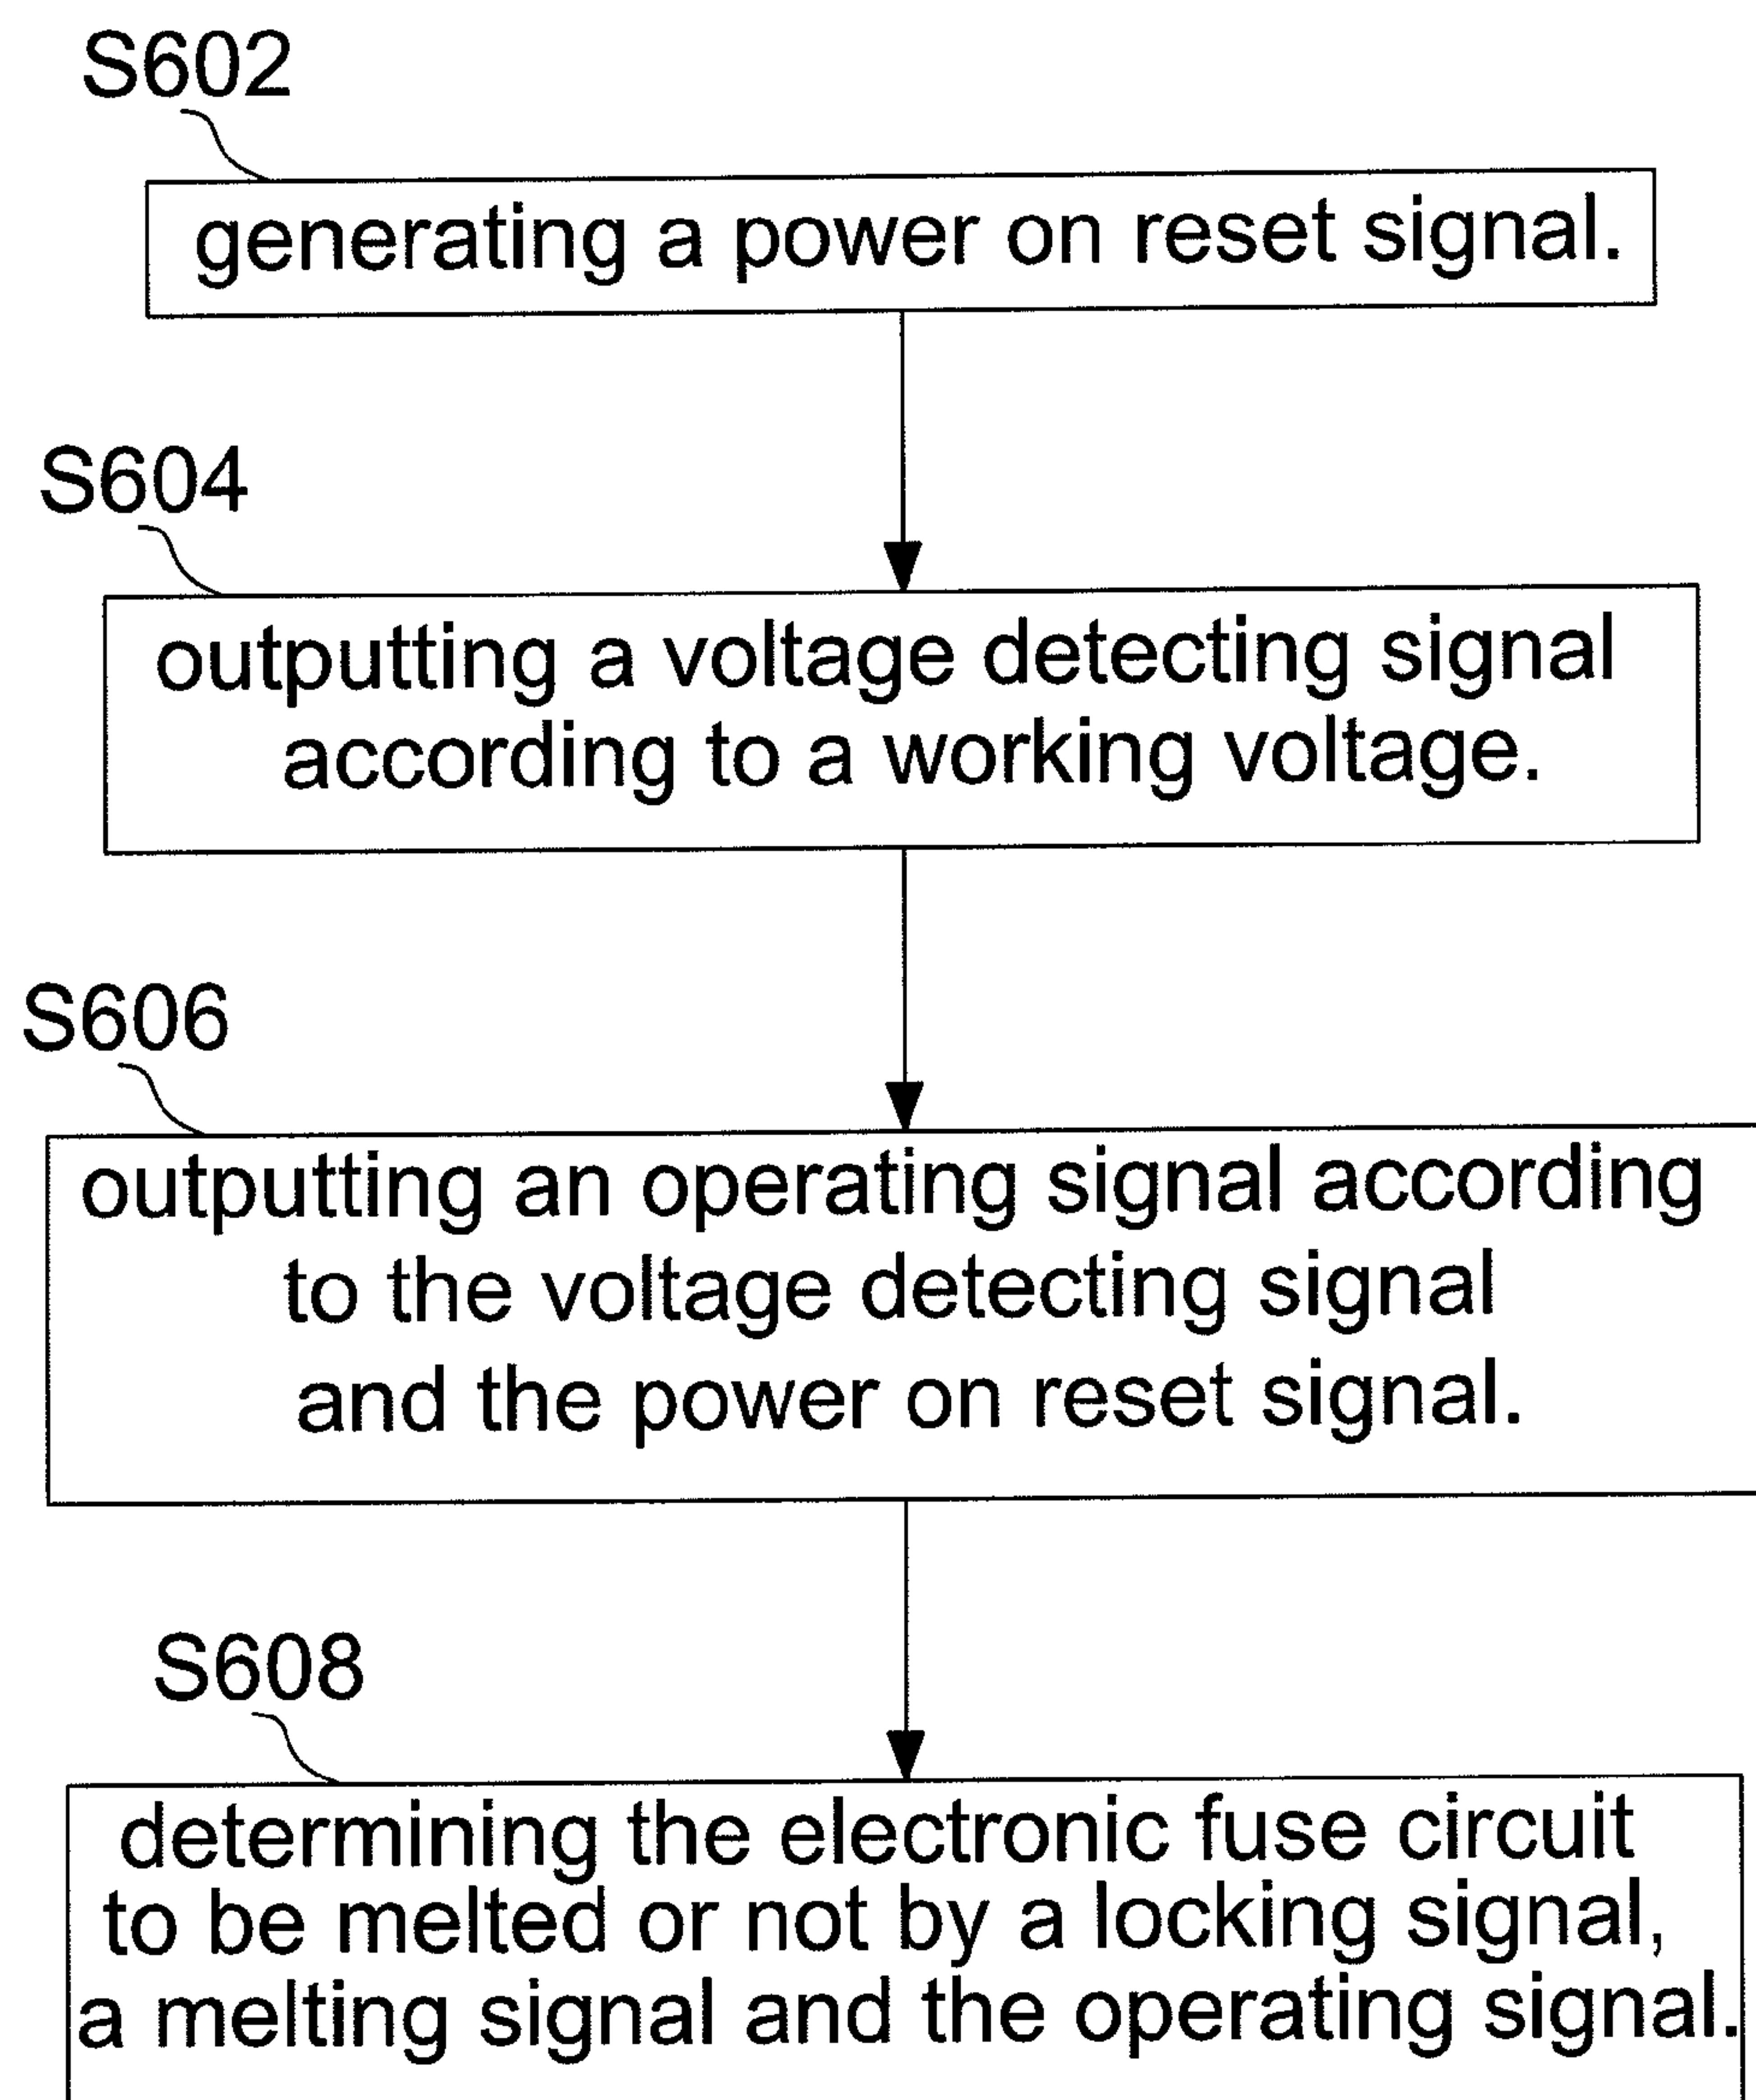 S602
generating a power on reset signal.
S604
outputting a voltage detecting signal
according to a working voltage.
S606
outputting an operating signal according
to the voltage detecting signal
and the power on reset signal.
S608
determining the electronic fuse circuit
to be melted or not by a locking signal,
a melting signal and the operating signal.